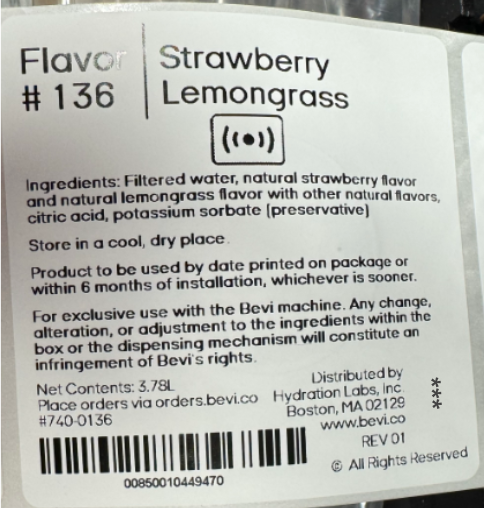 Flavor # 136
Strawberry Lemongrass
Ingredients: Filtered water, natural strawberry flavor
and natural lemongrass flavor with other natural flavors,
citric acid, potassium sorbate (preservative)
Store in a cool, dry place.
Product to be used by date printed on package or
within 6 months of installation, whichever is sooner.
For exclusive use with the Bevi machine. Any change,
alteration, or adjustment to the ingredients within the
box or the dispensing mechanism will constitute an
infringement of Bevi's rights.
Net Contents: 3.78L
Place orders via orders.bevi.co
#740-0136
00850010449470
Distributed by
Hydration Labs, Inc.
Boston, MA 02129
www.bevi.co
REV 01
© All Rights Reserved
***